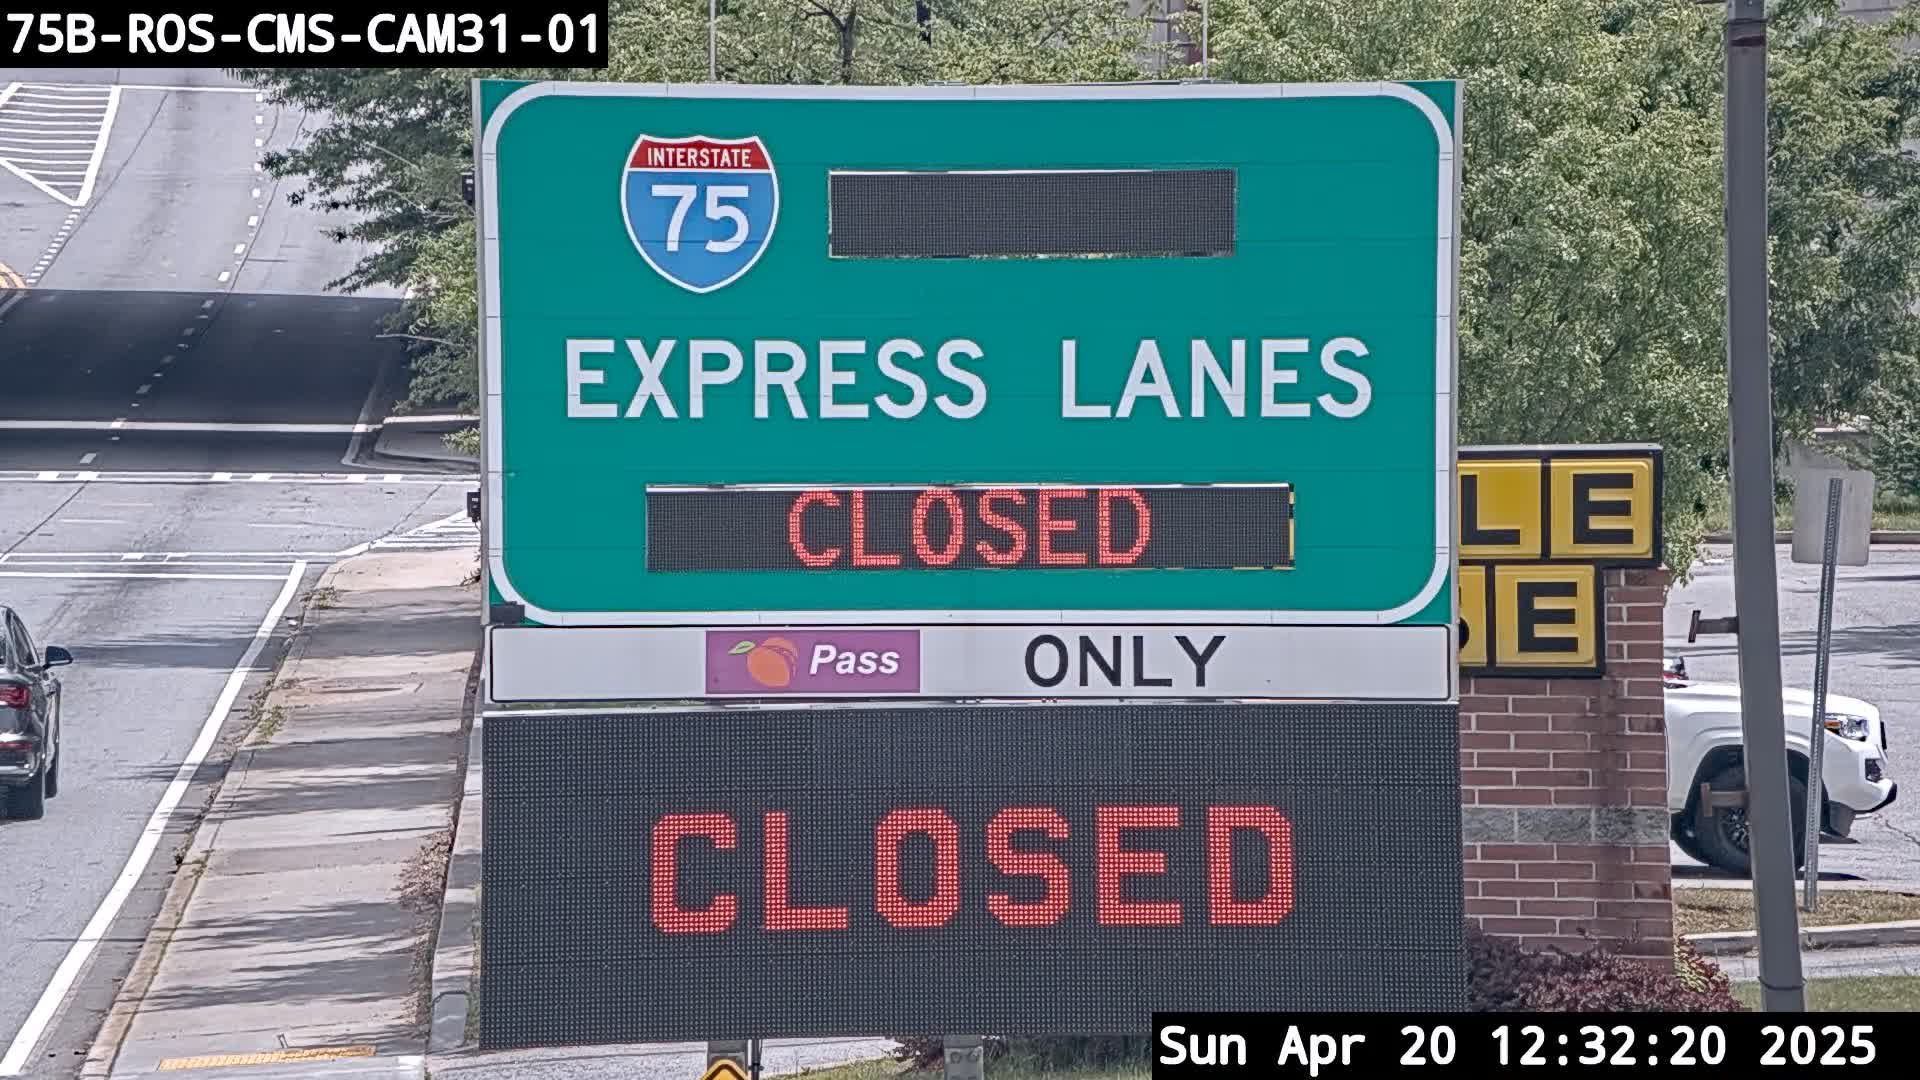 75B-ROS-CMS-CAM31-01
INTERSTATE
75
EXPRESS LANES
CLOSED
Pass ONLY
CLOSED
LE
E
Sun Apr 20 12:32:20 2025